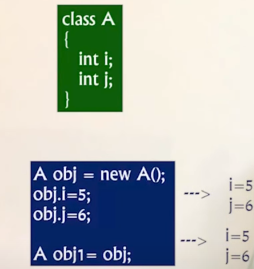 class A
{
int i;
int j;
}
A obj = new A();
obj.i=5;
obj.j=6;
A obj1= obj;
---> i=5
j=6
---> i=5
j=6